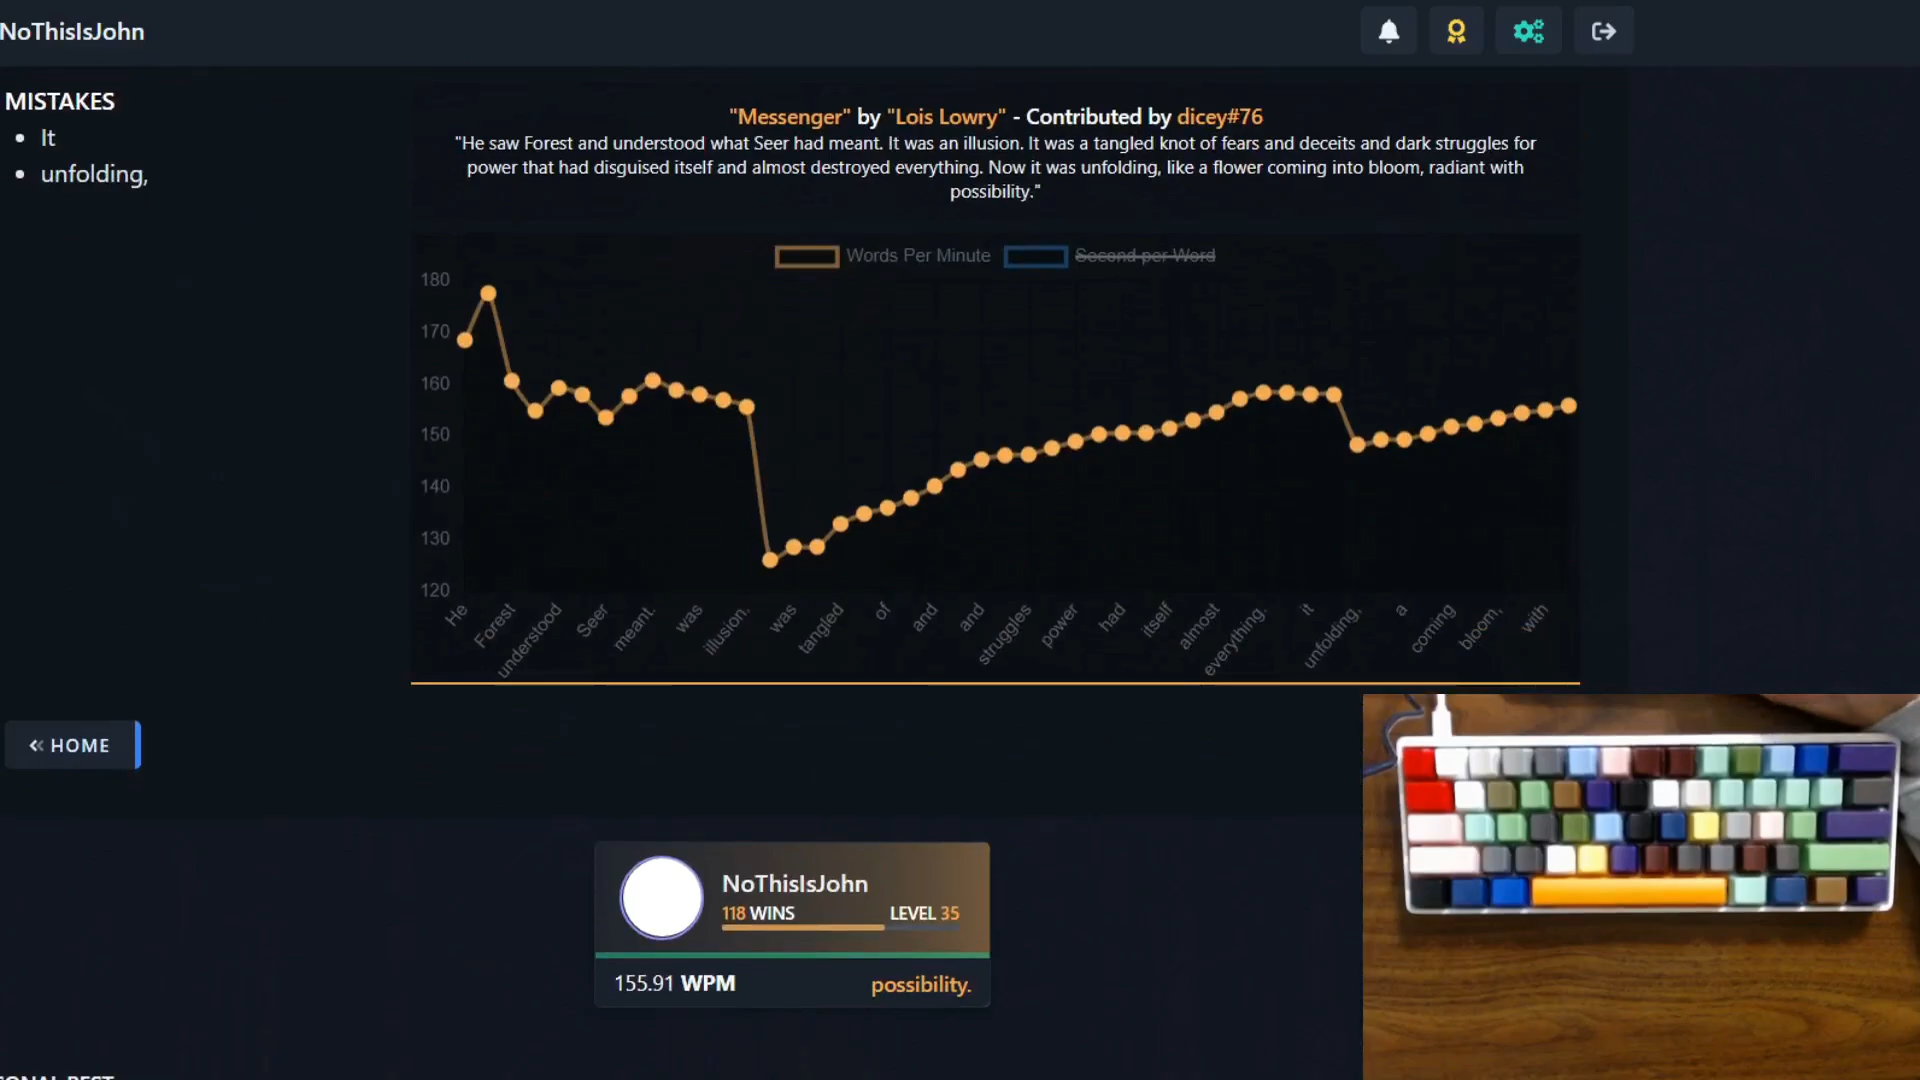 NoThisIsJohn
MISTAKES
It
unfolding,
"Messenger" by "Lois Lowry" - Contributed by dicey#76
"He saw Forest and understood what Seer had meant. It was an illusion. It was a tangled knot of fears and deceits and dark struggles for
power that had disguised itself and almost destroyed everything. Now it was unfolding, like a flower coming into bloom, radiant with
possibility."
Words Per Minute Second per Word
180
170
160
150
140
130
120
He Forest understood Seer meant. was illusion. was tangled of and and struggles power had itself almost everything. it unfolding, a coming bloom, with
HOME
NoThisIsJohn
118 WINS LEVEL 35
155.91 WPM possibility.